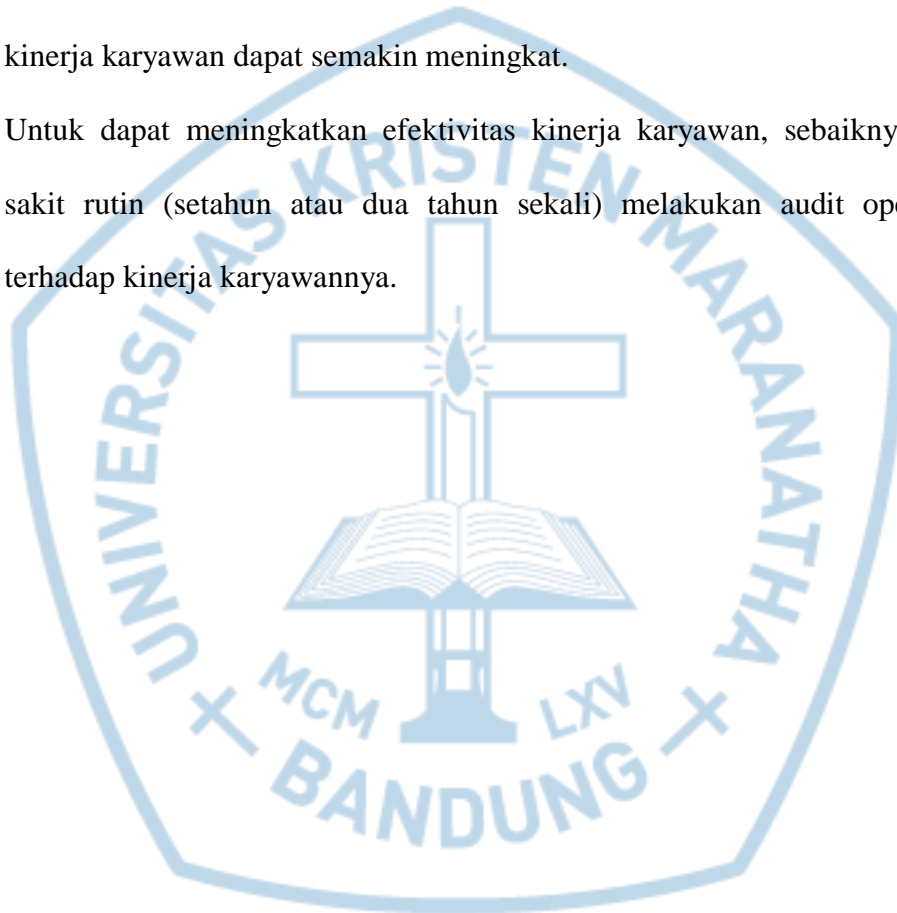 kinerja karyawan dapat semakin meningkat.
Untuk dapat meningkatkan efektivitas kinerja karyawan, sebaikny
sakit rutin (setahun atau dua tahun sekali) melakukan audit op
terhadap kinerja karyawannya.
UNIVERSITAS KRISTEN MARANATHA
MCM LXV
BANDUNG